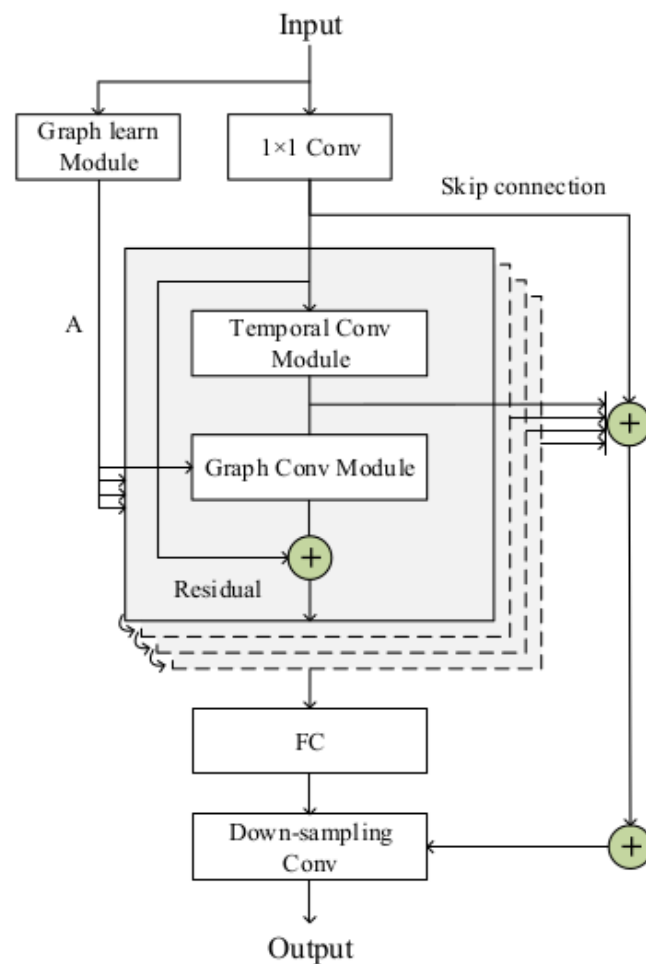 Input
Graph learn
Module
1×1 Conv
Skip connection
A
Temporal Conv
Module
+
Graph Conv Module
+
Residual
FC
Down-sampling
Conv
+
Output